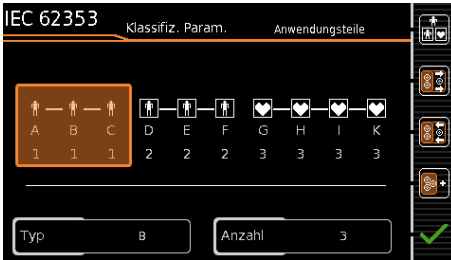 IEC 62353 Klassifiz. Param. Anwendungsteile
A B C D E F G H I K
1 1 1 2 2 2 3 3 3 3
Typ B Anzahl 3